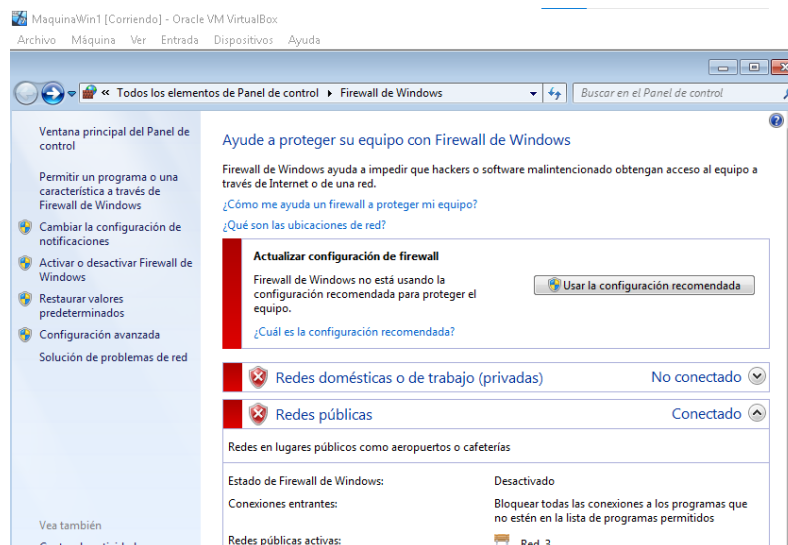 MaquinaWin1 [Corriendo] - Oracle VM VirtualBox
Archivo Máquina Ver Entrada Dispositivos Ayuda
« Todos los elementos de Panel de control ▸ Firewall de Windows
Buscar en el Panel de control
Ventana principal del Panel de
control
Permitir un programa o una
característica a través de
Firewall de Windows
Cambiar la configuración de
notificaciones
Activar o desactivar Firewall de
Windows
Restaurar valores
predeterminados
Configuración avanzada
Solución de problemas de red
Vea también
Ayude a proteger su equipo con Firewall de Windows
Firewall de Windows ayuda a impedir que hackers o software malintencionado obtengan acceso al equipo a
través de Internet o de una red.
¿Cómo me ayuda un firewall a proteger mi equipo?
¿Qué son las ubicaciones de red?
Actualizar configuración de firewall
Firewall de Windows no está usando la
configuración recomendada para proteger el
equipo.
Usar la configuración recomendada
¿Cuál es la configuración recomendada?
Redes domésticas o de trabajo (privadas) No conectado
Redes públicas Conectado
Redes en lugares públicos como aeropuertos o cafeterías
Estado de Firewall de Windows: Desactivado
Conexiones entrantes: Bloquear todas las conexiones a los programas que
no estén en la lista de programas permitidos
Redes públicas activas: Red 3